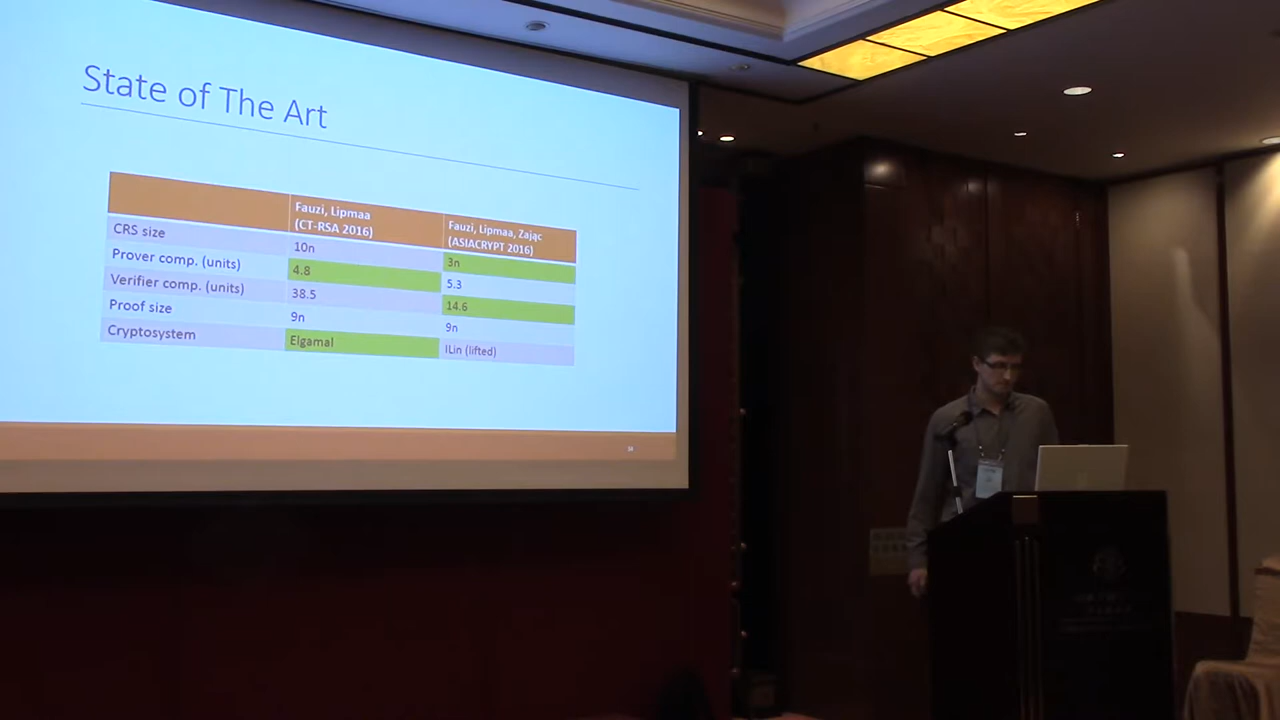 State of The Art
Fauzi, Lipmaa
(CT-RSA 2016)
Fauzi, Lipmaa, Zając
(ASIACRYPT 2016)
CRS size
10n
3n
Prover comp. (units)
4.8
5.3
Verifier comp. (units)
38.5
14.6
Proof size
9n
9n
Cryptosystem
Elgamal
ILin (lifted)